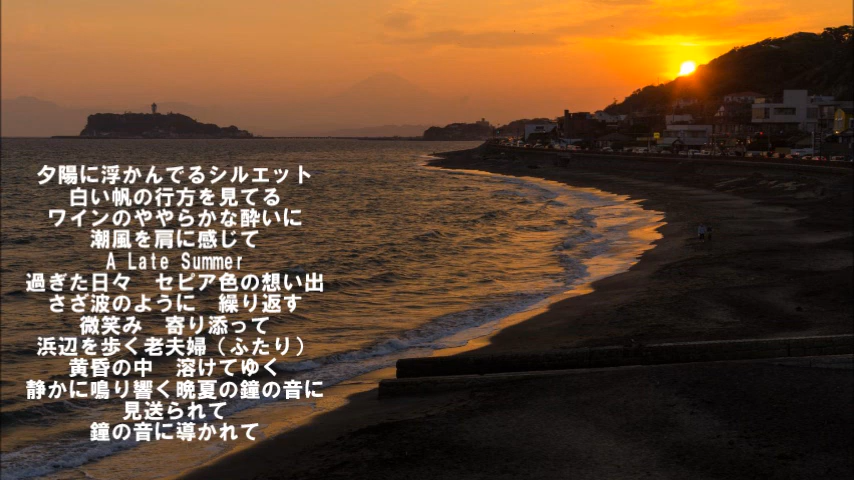 夕陽に浮かんでるシルエット
白い帆の行方を見てる
ワインのややらかな酔いに
潮風を肩に感じて
A Late Summer
過ぎた日々　セピア色の想い出
さざ波のように　繰り返す
微笑み　寄り添って
浜辺を歩く老夫婦（ふたり）
黄昏の中　溶けてゆく
静かに鳴り響く晩夏の鐘の音に
見送られて
鐘の音に導かれて